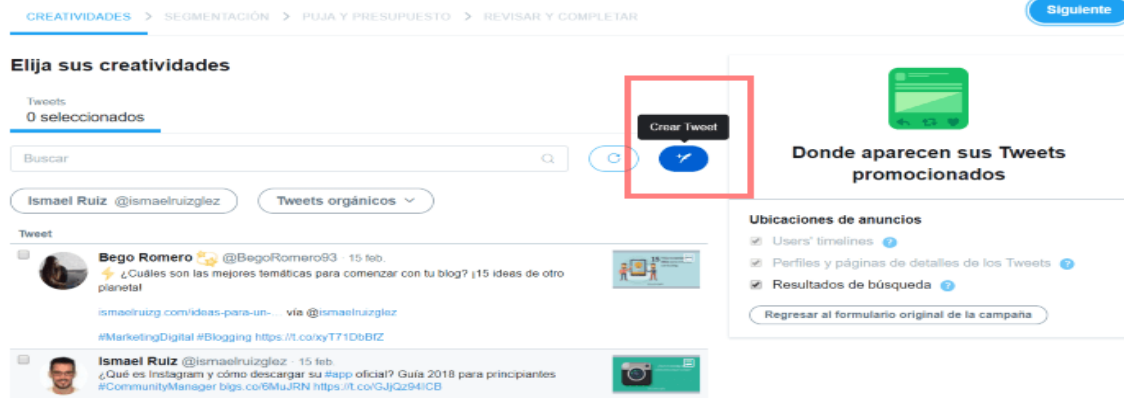 CREATIVIDADES > SEGMENTACIÓN > PUJA Y PRESUPUESTO > REVISAR Y COMPLETAR
Siguiente
Elija sus creatividades
Tweets
0 seleccionados
Crear Tweet
Buscar
Ismael Ruiz @ismaelruizglez
Tweets orgánicos
Tweet
Bego Romero @BegoRomero93 · 15 feb.
¿Cuáles son las mejores temáticas para comenzar con tu blog? ¡15 ideas de otro
planeta!
ismaelruizg.com/ideas-para-un-... vía @ismaelruizglez
#MarketingDigital #Blogging https://t.co/xyT71DbBfZ
Ismael Ruiz @ismaelruizglez · 15 feb.
¿Qué es Instagram y cómo descargar su #app oficial? Guía 2018 para principiantes
#CommunityManager blgs.co/6MuJRN https://t.co/GJjQz94ICB
Donde aparecen sus Tweets
promocionados
Ubicaciones de anuncios
Users' timelines ?
Perfiles y páginas de detalles de los Tweets ?
Resultados de búsqueda ?
Regresar al formulario original de la campaña